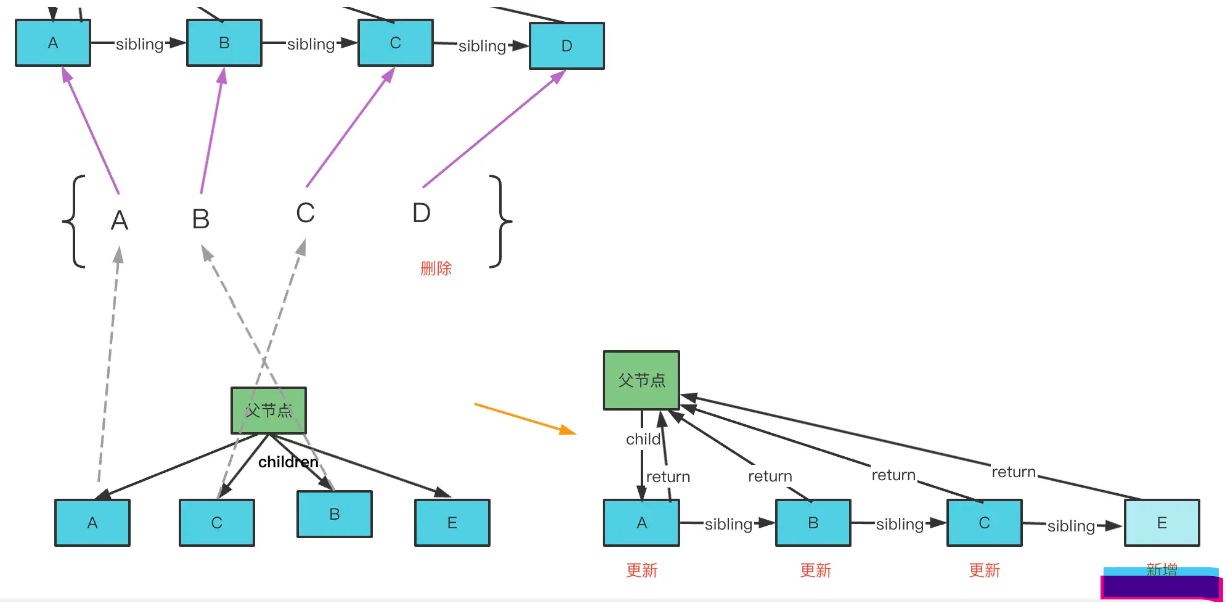 A
sibling
B
sibling
C
sibling
D
A
B
C
D
删除
父节点
children
A
C
B
E
父节点
child
return
return
return
return
A
sibling
B
sibling
C
sibling
E
更新
更新
更新
新增